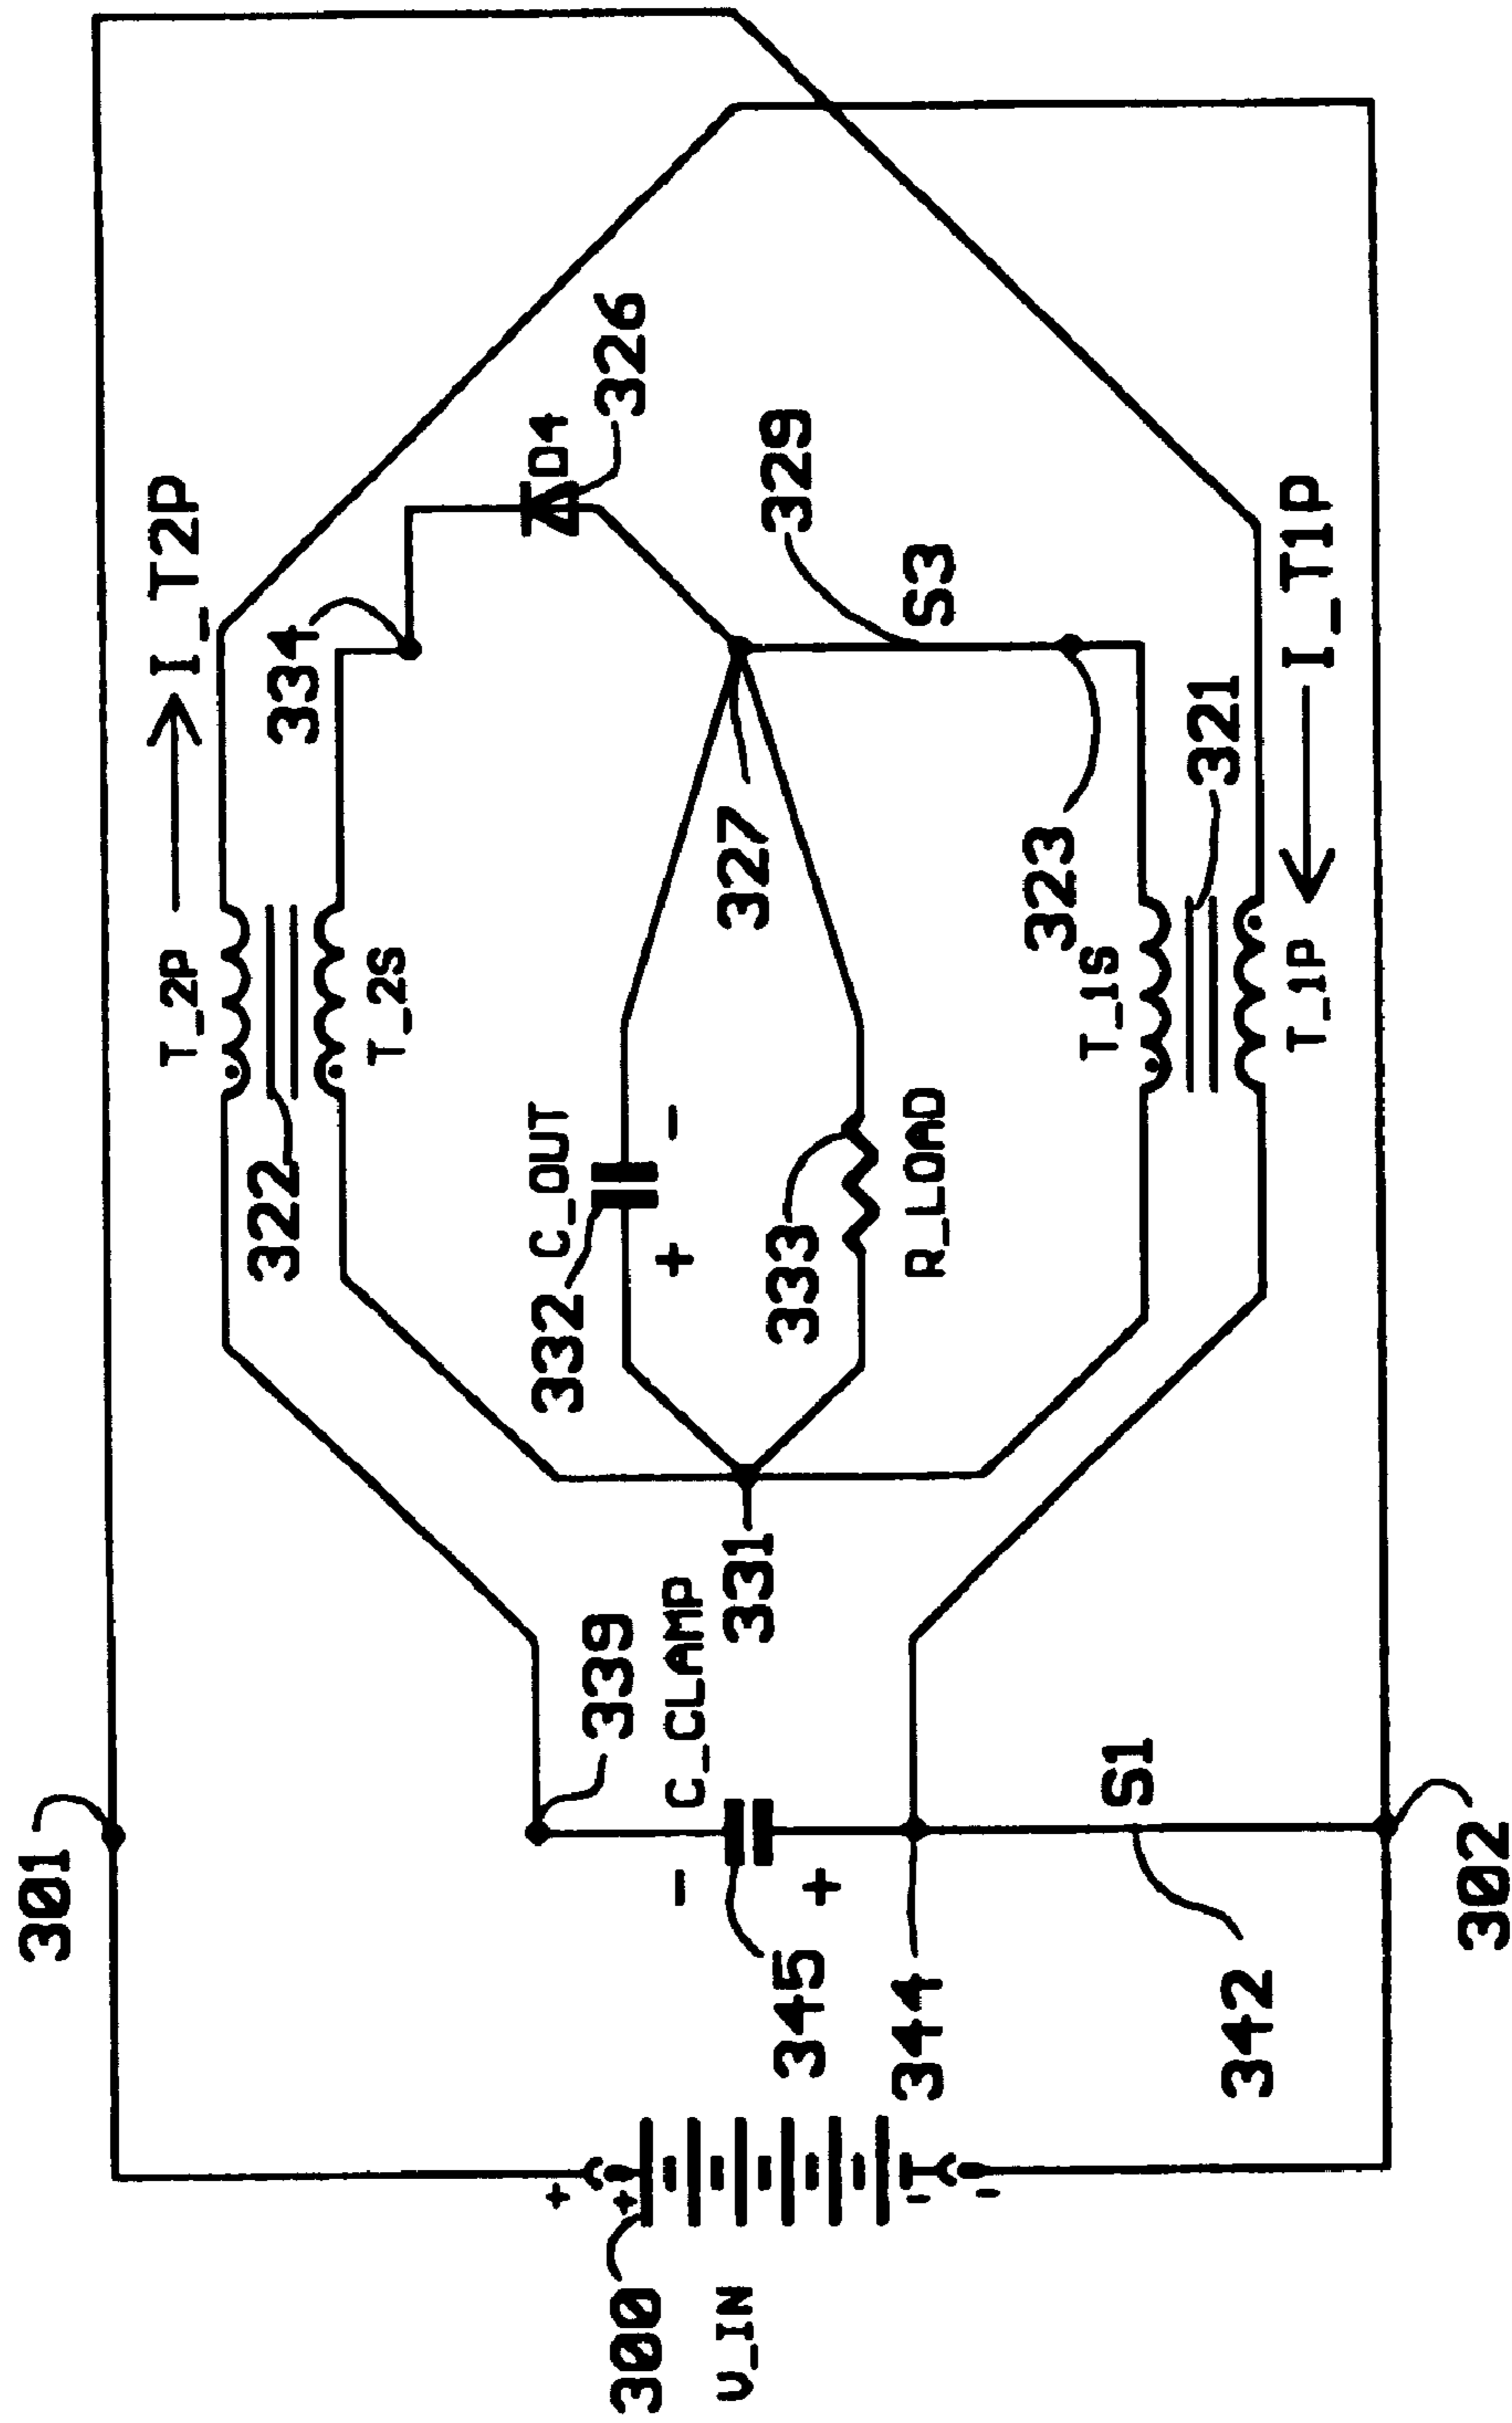 301
I_T2P
334
T_2P
T_2S
322
D4
326
329
S3
327
323
321
I_T1P
T_1S
T_1P
C_OUT
- +
332
333
R_LOAD
331
339
C_CLAMP
- +
345
344
S1
342
302
+ + - -
300
V_IN